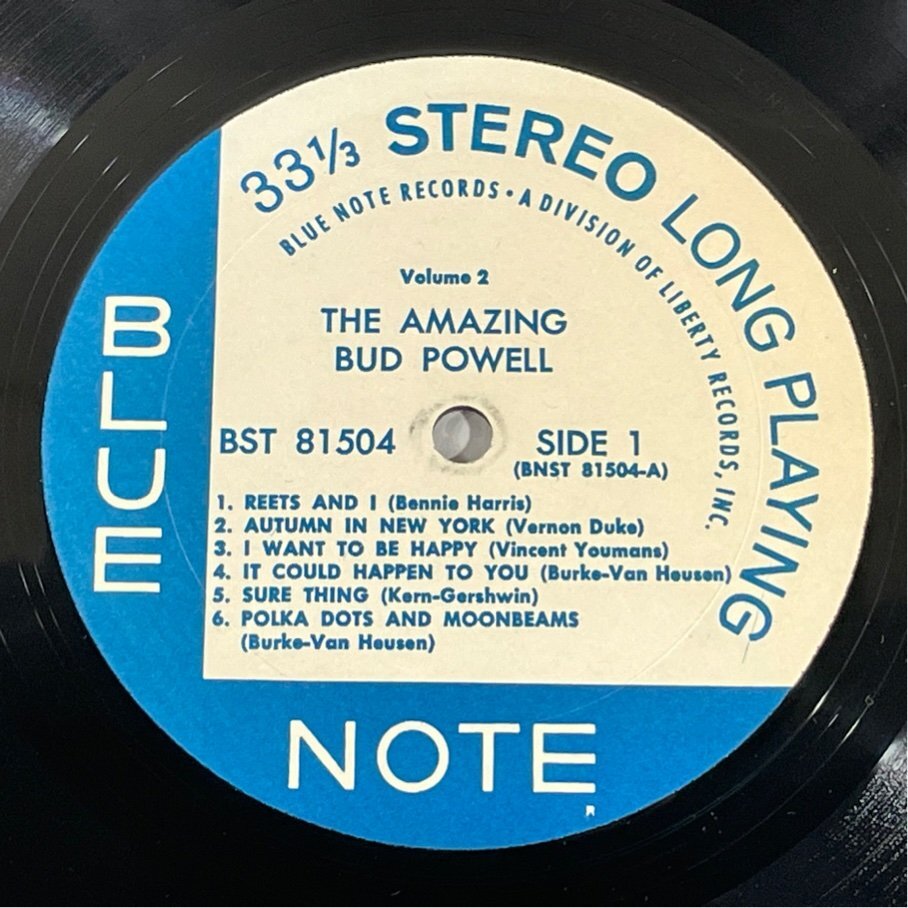 33⅓ STEREO LONG PLAYING
BLUE NOTE RECORDS • A DIVISION OF LIBERTY RECORDS, INC.
Volume 2
THE AMAZING
BUD POWELL
BST 81504
SIDE 1
(BNST 81504-A)
1. REETS AND I (Bennie Harris)
2. AUTUMN IN NEW YORK (Vernon Duke)
3. I WANT TO BE HAPPY (Vincent Youmans)
4. IT COULD HAPPEN TO YOU (Burke-Van Heusen)
5. SURE THING (Kern-Gershwin)
6. POLKA DOTS AND MOONBEAMS
(Burke-Van Heusen)
BLUE
NOTE